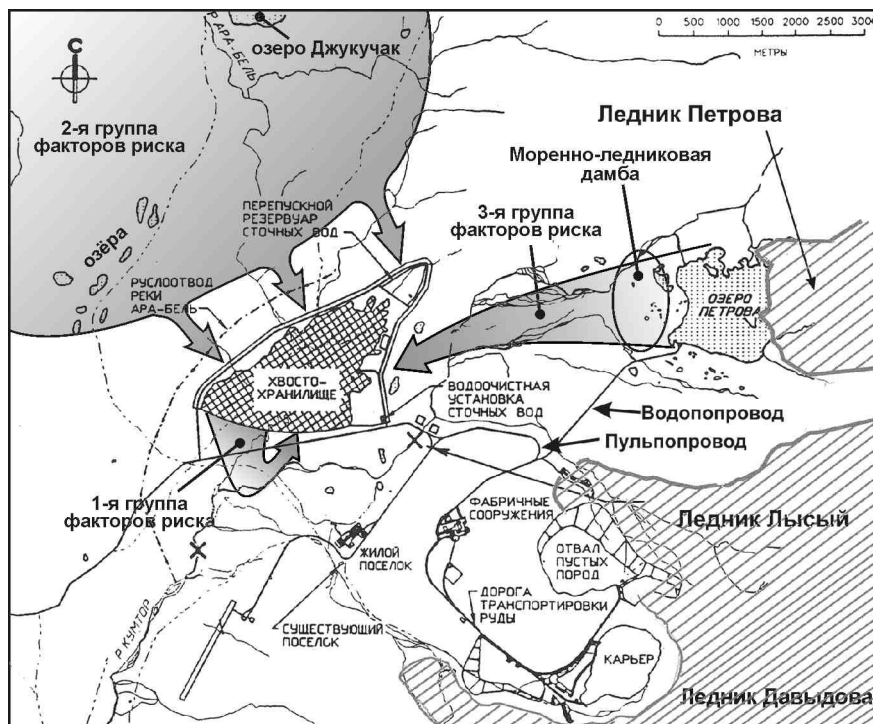 С
р. АРА-БЕЛЬ
озеро Джукучак
0 500 1000 1500 2000 2500 3000
МЕТРЫ
2-я группа
факторов риска
Ледник Петрова
Моренно-ледниковая
дамба
ПЕРЕПУСКНОЙ
РЕЗЕРВУАР
СТОЧНЫХ ВОД
3-я группа
факторов риска
озёра
РУСЛООТВОД
РЕКИ
АРА-БЕЛЬ
ОЗЕРО
ПЕТРОВА
ХВОСТО-
ХРАНИЛИЩЕ
ВОДООЧИСТНАЯ
УСТАНОВКА
СТОЧНЫХ ВОД
Водопопровод
Пульпопровод
1-я группа
факторов риска
ФАБРИЧНЫЕ
СООРУЖЕНИЯ
Ледник Лысый
ОТВАЛ
ПУСТЫХ
ПОРОД
ЖИЛОЙ
ПОСЕЛОК
ДОРОГА
ТРАНСПОРТИРОВКИ
РУДЫ
СУЩЕСТВУЮЩИЙ
ПОСЕЛОК
Р.КУМТОР
КАРЬЕР
Ледник Давыдова